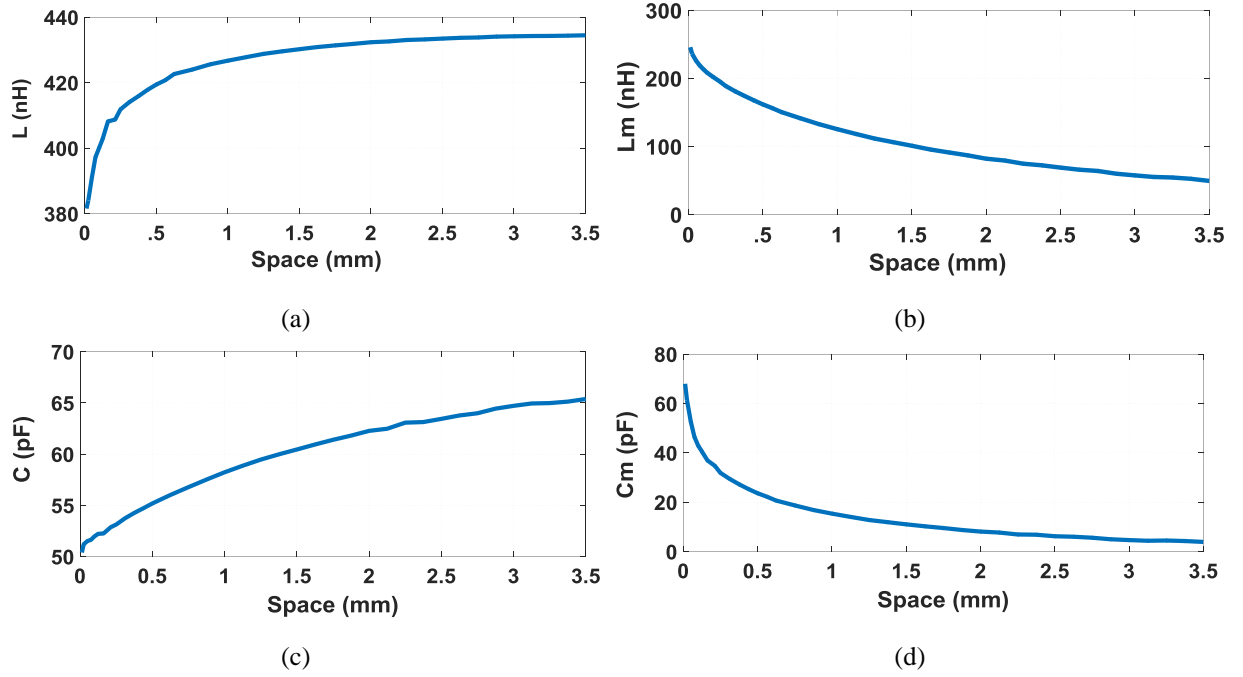 440
420
400
380
L (nH)
0 .5 1 1.5 2 2.5 3 3.5
Space (mm)
(a)
300
200
100
0
Lm (nH)
0 .5 1 1.5 2 2.5 3 3.5
Space (mm)
(b)
70
65
60
55
50
C (pF)
0 0.5 1 1.5 2 2.5 3 3.5
Space (mm)
(c)
80
60
40
20
0
Cm (pF)
0 0.5 1 1.5 2 2.5 3 3.5
Space (mm)
(d)